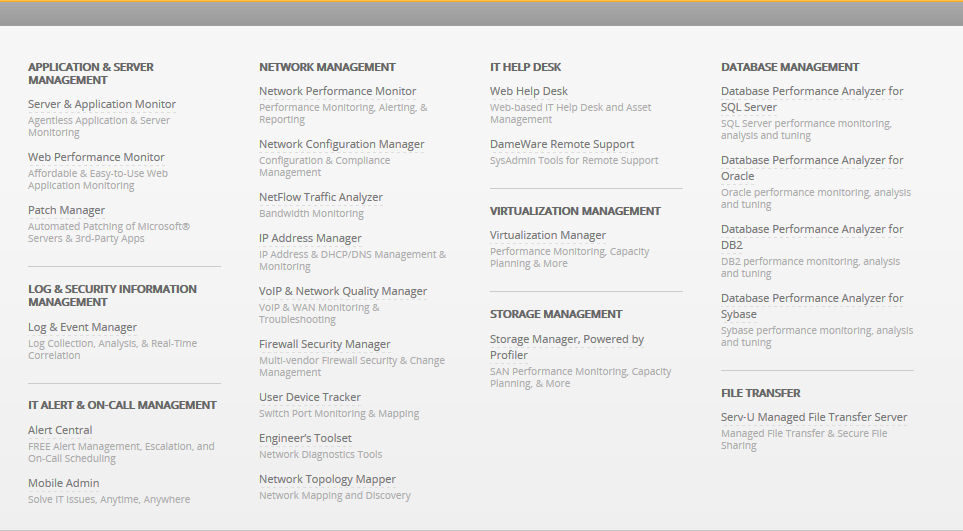 APPLICATION & SERVER
MANAGEMENT
Server & Application Monitor
Agentless Application & Server
Monitoring
Web Performance Monitor
Affordable & Easy-to-Use Web
Application Monitoring
Patch Manager
Automated Patching of Microsoft®
Servers & 3rd-Party Apps
LOG & SECURITY INFORMATION
MANAGEMENT
Log & Event Manager
Log Collection, Analysis, & Real-Time
Correlation
IT ALERT & ON-CALL MANAGEMENT
Alert Central
FREE Alert Management, Escalation, and
On-Call Scheduling
Mobile Admin
Solve IT Issues, Anytime, Anywhere
NETWORK MANAGEMENT
Network Performance Monitor
Performance Monitoring, Alerting, &
Reporting
Network Configuration Manager
Configuration & Compliance
Management
NetFlow Traffic Analyzer
Bandwidth Monitoring
IP Address Manager
IP Address & DHCP/DNS Management &
Monitoring
VoIP & Network Quality Manager
VoIP & WAN Monitoring &
Troubleshooting
Firewall Security Manager
Multi-vendor Firewall Security & Change
Management
User Device Tracker
Switch Port Monitoring & Mapping
Engineer's Toolset
Network Diagnostics Tools
Network Topology Mapper
Network Mapping and Discovery
IT HELP DESK
Web Help Desk
Web-based IT Help Desk and Asset
Management
DameWare Remote Support
SysAdmin Tools for Remote Support
VIRTUALIZATION MANAGEMENT
Virtualization Manager
Performance Monitoring, Capacity
Planning & More
STORAGE MANAGEMENT
Storage Manager, Powered by
Profiler
SAN Performance Monitoring, Capacity
Planning, & More
DATABASE MANAGEMENT
Database Performance Analyzer for
SQL Server
SQL Server performance monitoring,
analysis and tuning
Database Performance Analyzer for
Oracle
Oracle performance monitoring, analysis
and tuning
Database Performance Analyzer for
DB2
DB2 performance monitoring, analysis
and tuning
Database Performance Analyzer for
Sybase
Sybase performance monitoring, analysis
and tuning
FILE TRANSFER
Serv-U Managed File Transfer Server
Managed File Transfer & Secure File
Sharing